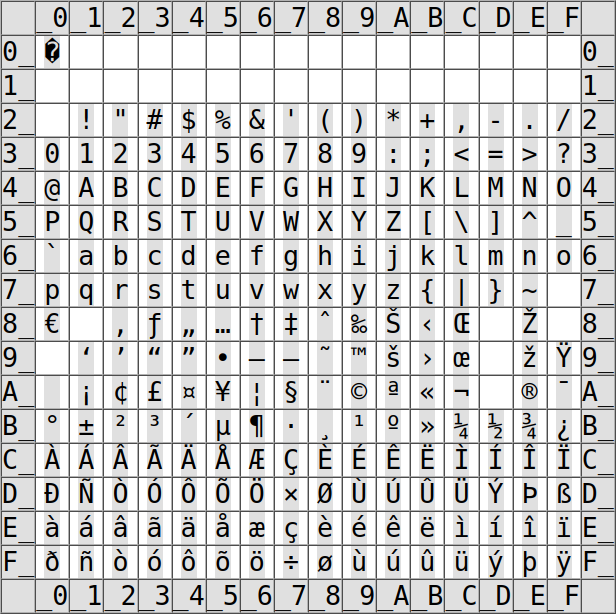 _0 _1 _2 _3 _4 _5 _6 _7 _8 _9 _A _B _C _D _E _F
0_ � 0_
1_ 1_
2_ ! " # $ % & ' ( ) * + , - . / 2_
3_ 0 1 2 3 4 5 6 7 8 9 : ; < = > ? 3_
4_ @ A B C D E F G H I J K L M N O 4_
5_ P Q R S T U V W X Y Z [ \ ] ^ _ 5_
6_ ` a b c d e f g h i j k l m n o 6_
7_ p q r s t u v w x y z { | } ~ 7_
8_ € ‚ ƒ „ … † ‡ ˆ ‰ Š ‹ Œ Ž 8_
9_ ‘ ’ “ ” • – — ˜ ™ š › œ ž Ÿ 9_
A_ ¡ ¢ £ ¤ ¥ ¦ § ¨ © ª « ¬ ® ¯ A_
B_ ° ± ² ³ ´ µ ¶ · ¸ ¹ º » ¼ ½ ¾ ¿ B_
C_ À Á Â Ã Ä Å Æ Ç È É Ê Ë Ì Í Î Ï C_
D_ Ð Ñ Ò Ó Ô Õ Ö × Ø Ù Ú Û Ü Ý Þ ß D_
E_ à á â ã ä å æ ç è é ê ë ì í î ï E_
F_ ð ñ ò ó ô õ ö ÷ ø ù ú û ü ý þ ÿ F_
_0 _1 _2 _3 _4 _5 _6 _7 _8 _9 _A _B _C _D _E _F